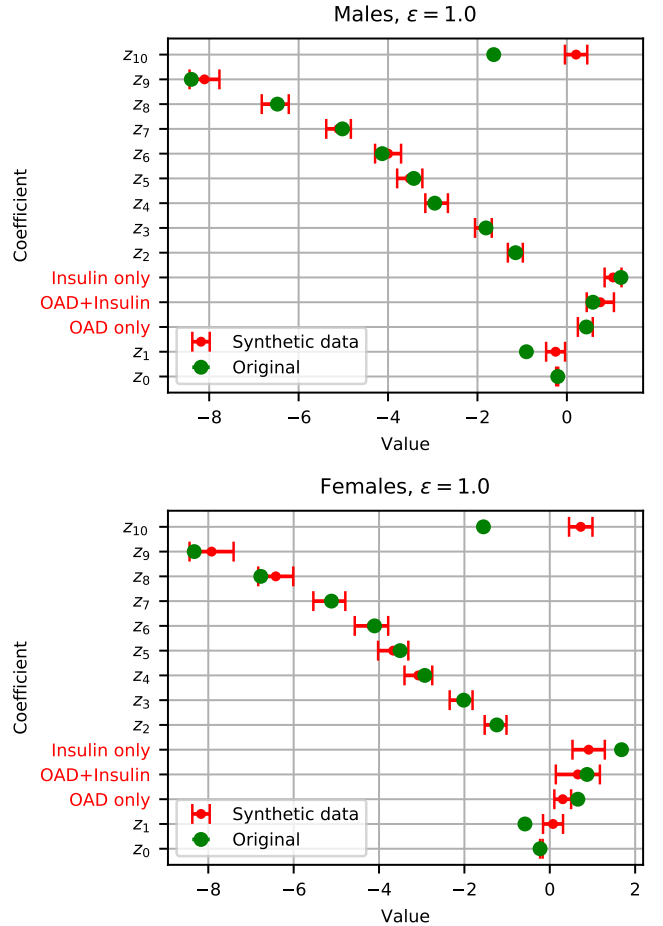 Males, ε = 1.0
Coefficient
z10
z9
z8
z7
z6
z5
z4
z3
z2
Insulin only
OAD+Insulin
OAD only
z1
z0
Synthetic data
Original
−8 −6 −4 −2 0
Value
Females, ε = 1.0
Coefficient
z10
z9
z8
z7
z6
z5
z4
z3
z2
Insulin only
OAD+Insulin
OAD only
z1
z0
Synthetic data
Original
−8 −6 −4 −2 0 2
Value